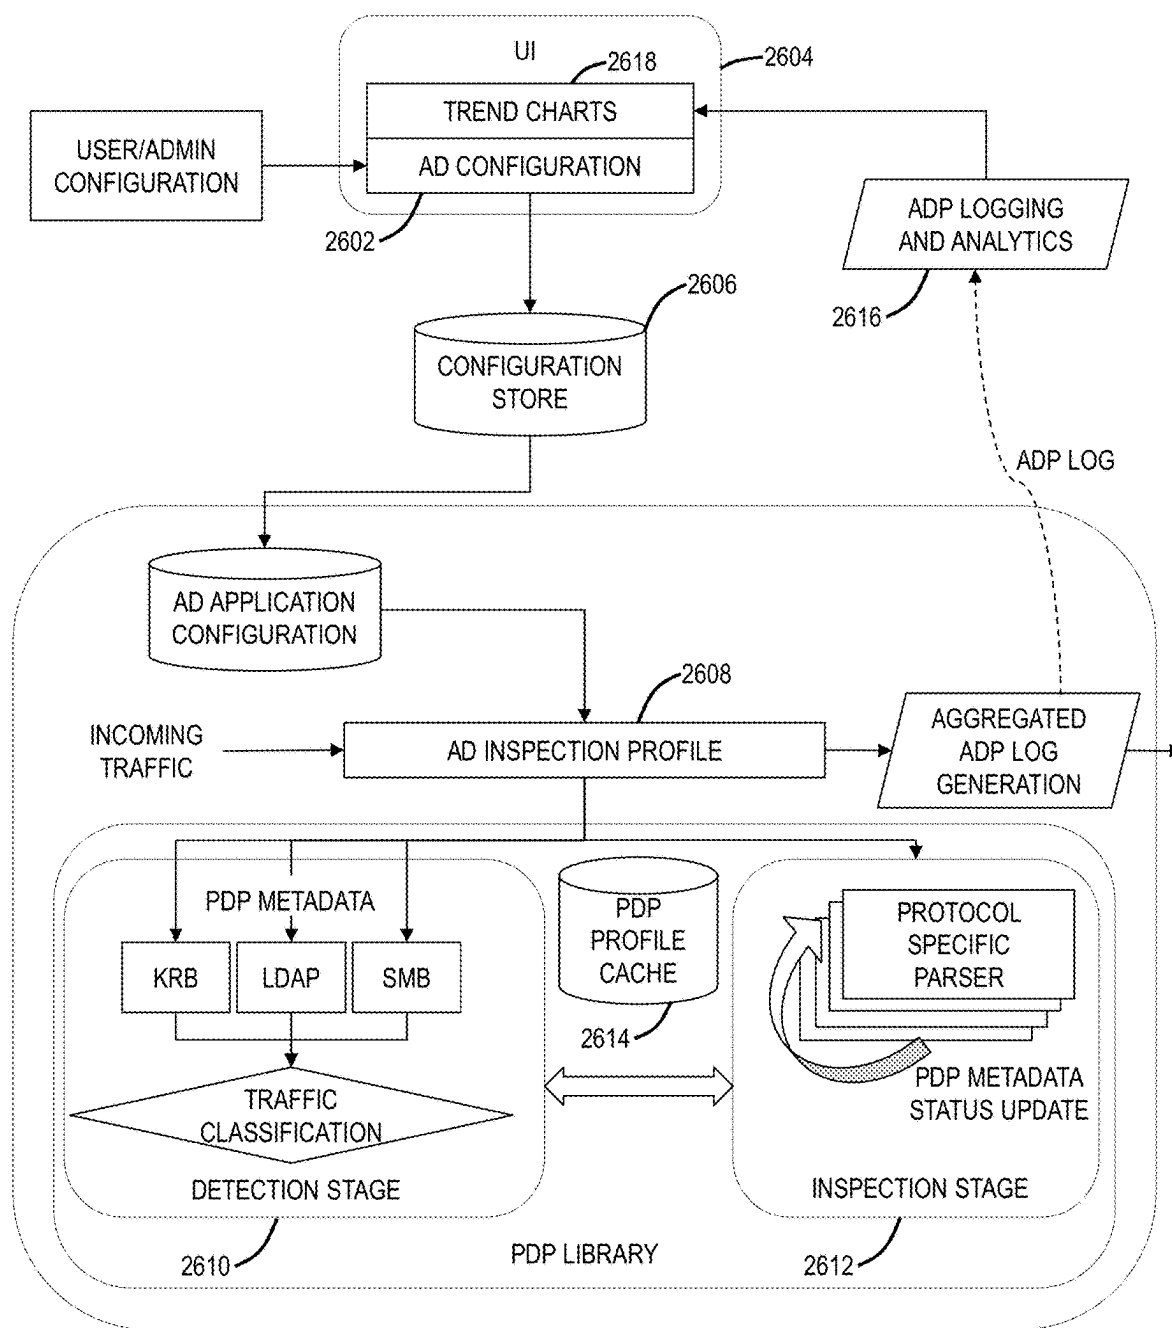 UI
2618
2604
TREND CHARTS
USER/ADMIN
CONFIGURATION
AD CONFIGURATION
2602
ADP LOGGING
AND ANALYTICS
2616
2606
CONFIGURATION
STORE
ADP LOG
AD APPLICATION
CONFIGURATION
2608
INCOMING
TRAFFIC
AD INSPECTION PROFILE
AGGREGATED
ADP LOG
GENERATION
PDP METADATA
KRB
LDAP
SMB
TRAFFIC
CLASSIFICATION
DETECTION STAGE
2610
PDP
PROFILE
CACHE
2614
PROTOCOL
SPECIFIC
PARSER
PDP METADATA
STATUS UPDATE
INSPECTION STAGE
2612
PDP LIBRARY